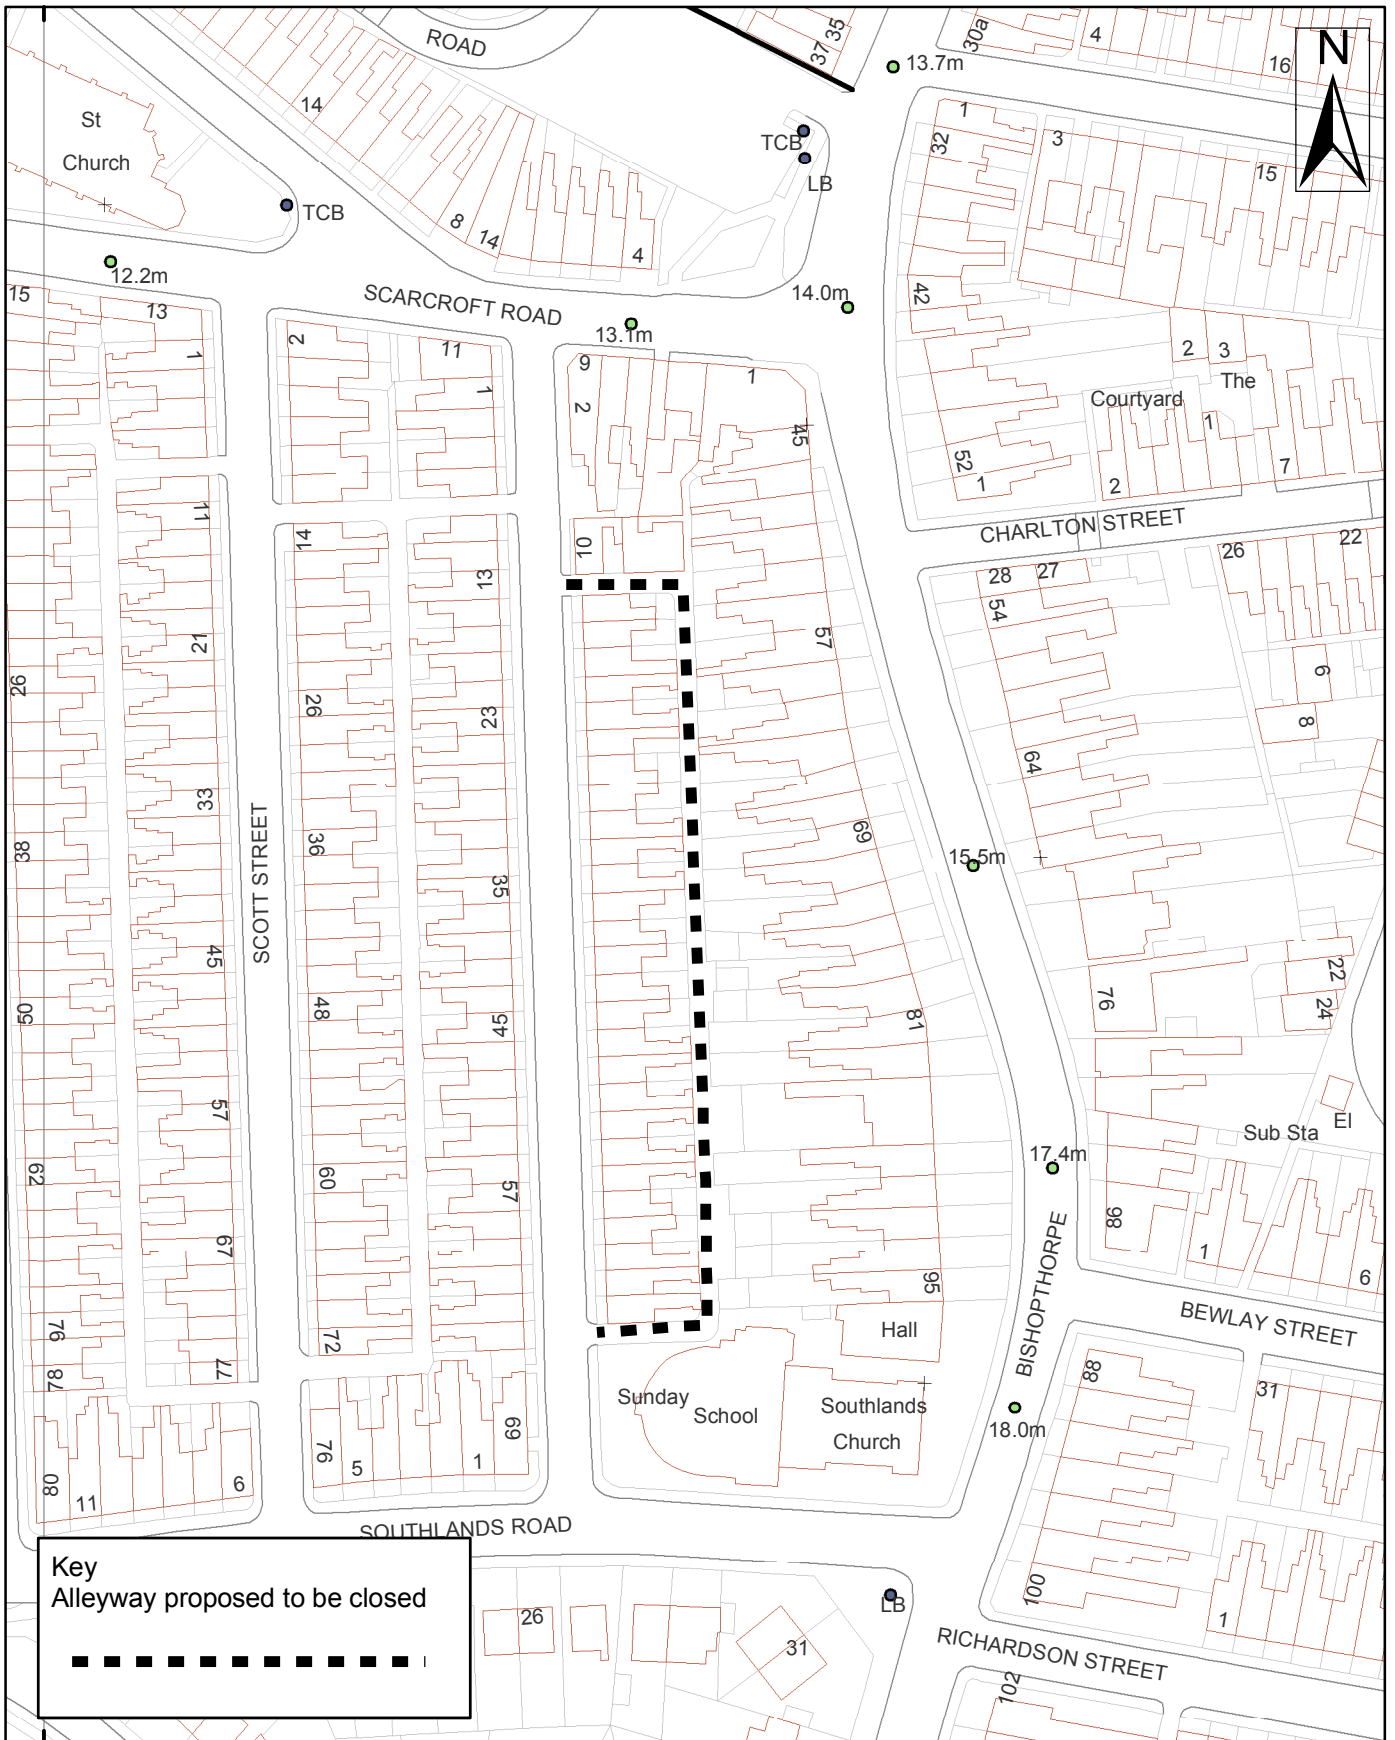 ROAD
35
37
30a
4
16
N
13.7m
14
St
Church
TCB
LB
1
32
3
15
TCB
8
14
4
12.2m
15
13
SCARCROFT ROAD
13.1m
14.0m
42
1
2
11
1
9
2
1
45
2
3
The
Courtyard
1
52
1
2
7
CHARLTON STREET
11
14
13
10
28
27
26
22
54
57
21
26
26
23
6
8
64
33
38
36
35
69
15.5m
SCOTT STREET
45
50
48
45
81
76
22
24
57
29
60
57
El
Sub Sta
17.4m
86
1
6
67
95
BISHOPTHORPE
BEWLAY STREET
76
78
77
72
Hall
88
31
Sunday
School
Southlands
Church
18.0m
80
11
6
76
5
1
69
SOUTHLANDS ROAD
Key
Alleyway proposed to be closed
26
31
LB
100
1
RICHARDSON STREET
102